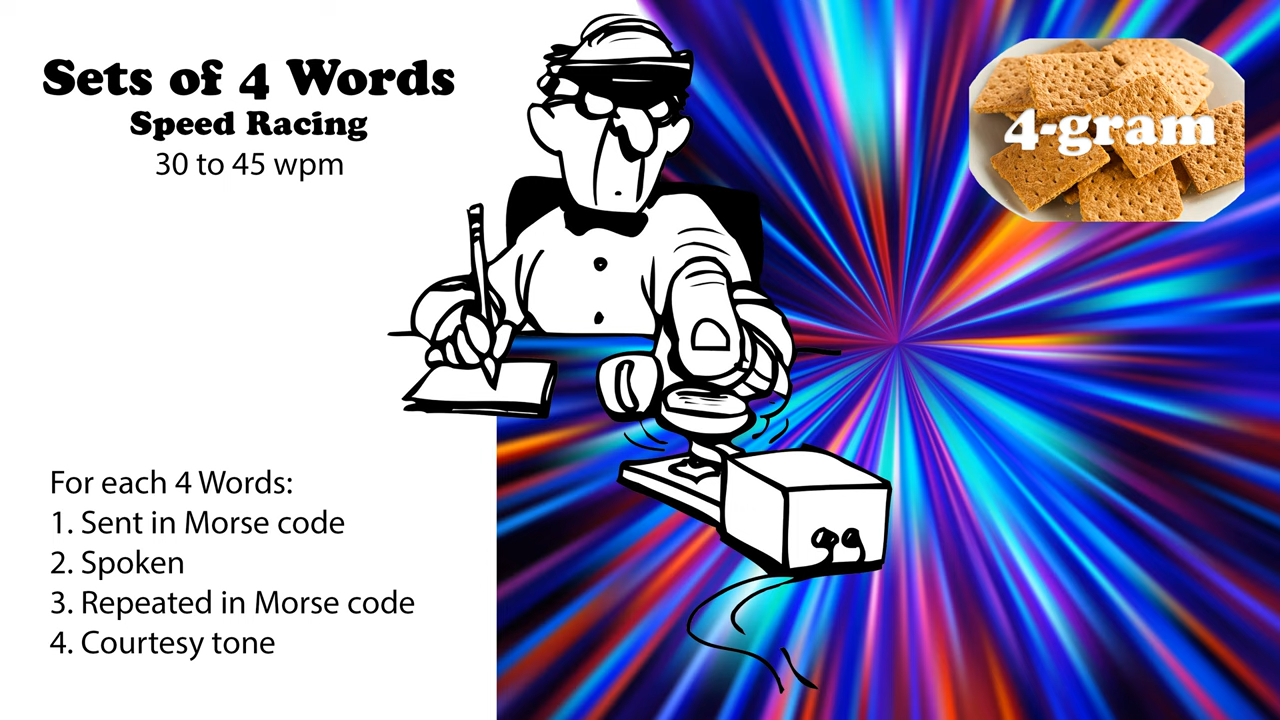 Sets of 4 Words
Speed Racing
30 to 45 wpm
4-gram
For each 4 Words:
1. Sent in Morse code
2. Spoken
3. Repeated in Morse code
4. Courtesy tone